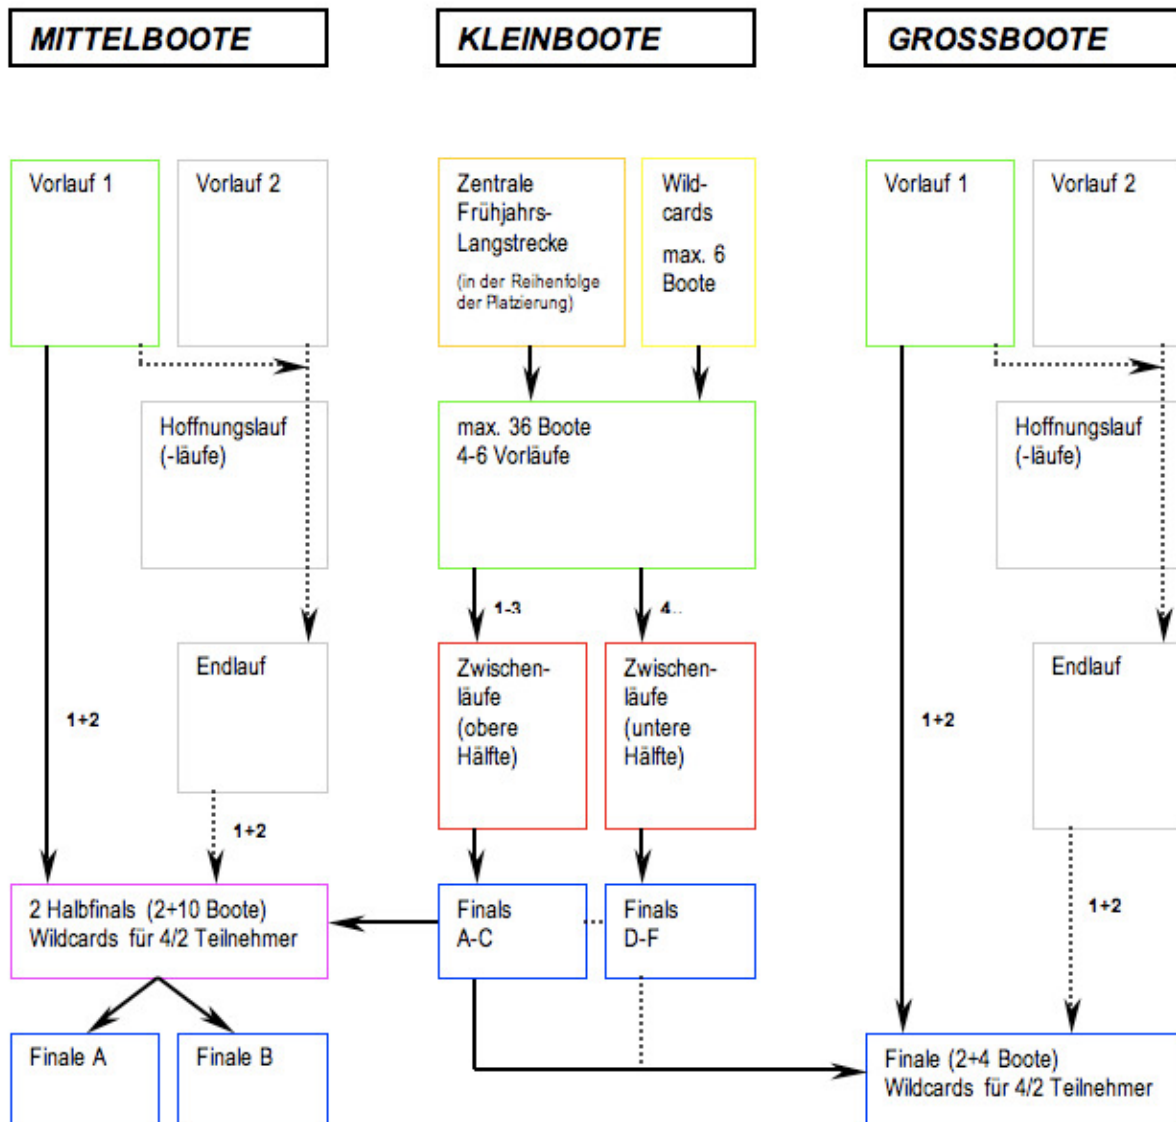 MITTELBOOTE
KLEINBOOTE
GROSSBOOTE
Vorlauf 1
Vorlauf 2
Zentrale
Frühjahrs-
Langstrecke
(in der Reihenfolge
der Platzierung)
Wild-
cards
max. 6
Boote
Vorlauf 1
Vorlauf 2
Hoffnungslauf
(-läufe)
max. 36 Boote
4-6 Vorläufe
Hoffnungslauf
(-läufe)
1-3
4..
Endlauf
Zwischen-
läufe
(obere
Hälfte)
Zwischen-
läufe
(untere
Hälfte)
Endlauf
1+2
1+2
1+2
1+2
2 Halbfinals (2+10 Boote)
Wildcards für 4/2 Teilnehmer
Finals
A-C
Finals
D-F
Finale A
Finale B
Finale (2+4 Boote)
Wildcards für 4/2 Teilnehmer